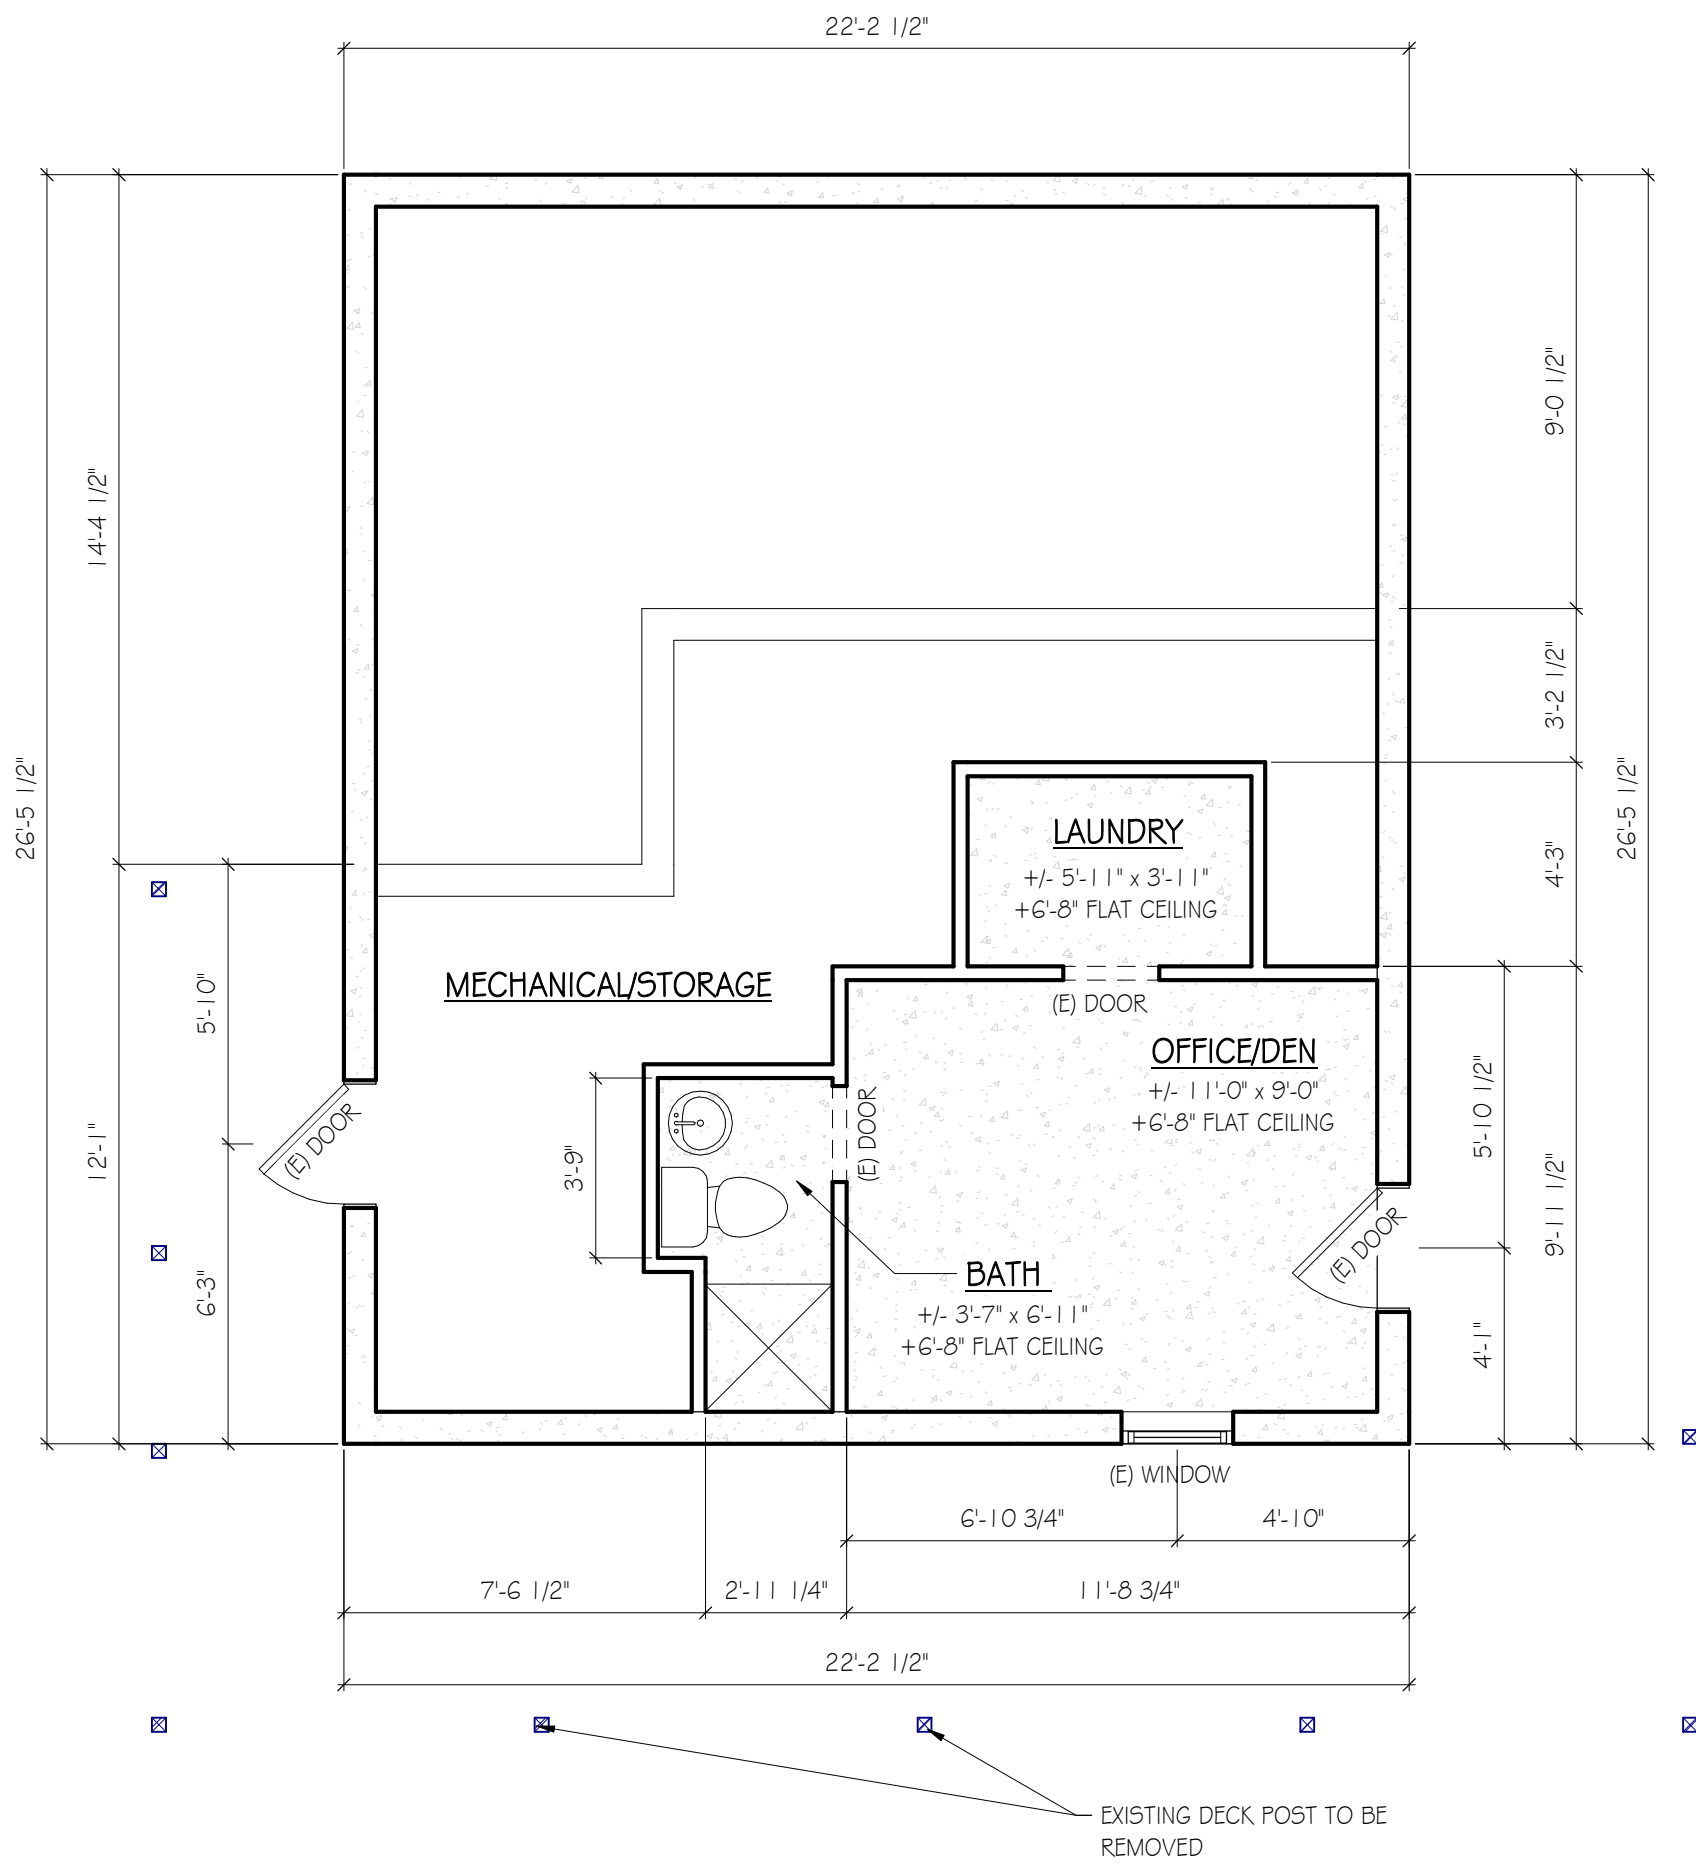 22'-2 1/2"
9'-0 1/2"
14'-4 1/2"
3'-2 1/2"
26'-5 1/2"
26'-5 1/2"
LAUNDRY
+/- 5'-11" x 3'-11"
+6'-8" FLAT CEILING
4'-3"
MECHANICAL/STORAGE
5'-10"
(E) DOOR
OFFICE/DEN
+/- 11'-0" x 9'-0"
+6'-8" FLAT CEILING
5'-10 1/2"
(E) DOOR
(E) DOOR
12'-1"
3'-9"
9'-11 1/2"
(E) DOOR
6'-3"
BATH
+/- 3'-7" x 6'-11"
+6'-8" FLAT CEILING
4'-1"
(E) WINDOW
6'-10 3/4"
4'-10"
7'-6 1/2"
2'-11 1/4"
11'-8 3/4"
22'-2 1/2"
EXISTING DECK POST TO BE
REMOVED